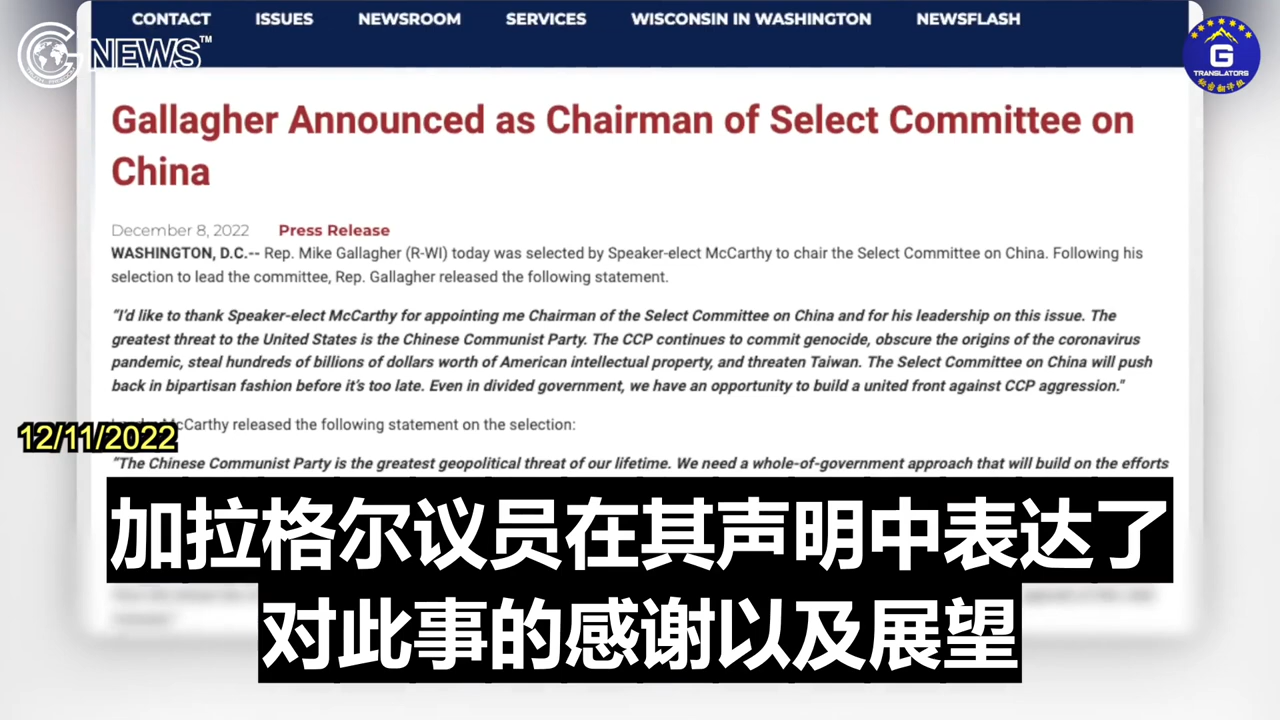 CONTACT ISSUES NEWSROOM SERVICES WISCONSIN IN WASHINGTON NEWSFLASH
GNEWS™
G
TRANSLATORS
秘密翻译组
Gallagher Announced as Chairman of Select Committee on
China
December 8, 2022 Press Release
WASHINGTON, D.C.-- Rep. Mike Gallagher (R-WI) today was selected by Speaker-elect McCarthy to chair the Select Committee on China. Following his
selection to lead the committee, Rep. Gallagher released the following statement.
"I'd like to thank Speaker-elect McCarthy for appointing me Chairman of the Select Committee on China and for his leadership on this issue. The
greatest threat to the United States is the Chinese Communist Party. The CCP continues to commit genocide, obscure the origins of the coronavirus
pandemic, steal hundreds of billions of dollars worth of American intellectual property, and threaten Taiwan. The Select Committee on China will push
back in bipartisan fashion before it's too late. Even in divided government, we have an opportunity to build a united front against CCP aggression."
McCarthy released the following statement on the selection:
12/11/2022
"The Chinese Communist Party is the greatest geopolitical threat of our lifetime. We need a whole-of-government approach that will build on the efforts
加拉格尔议员在其声明中表达了
对此事的感谢以及展望